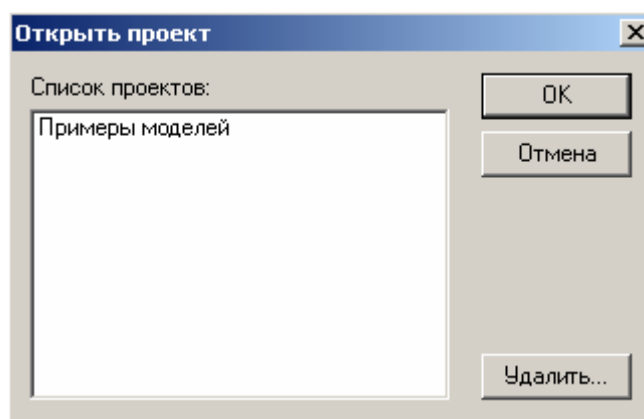 Открыть проект
Список проектов:
Примеры моделей
OK
Отмена
Удалить...